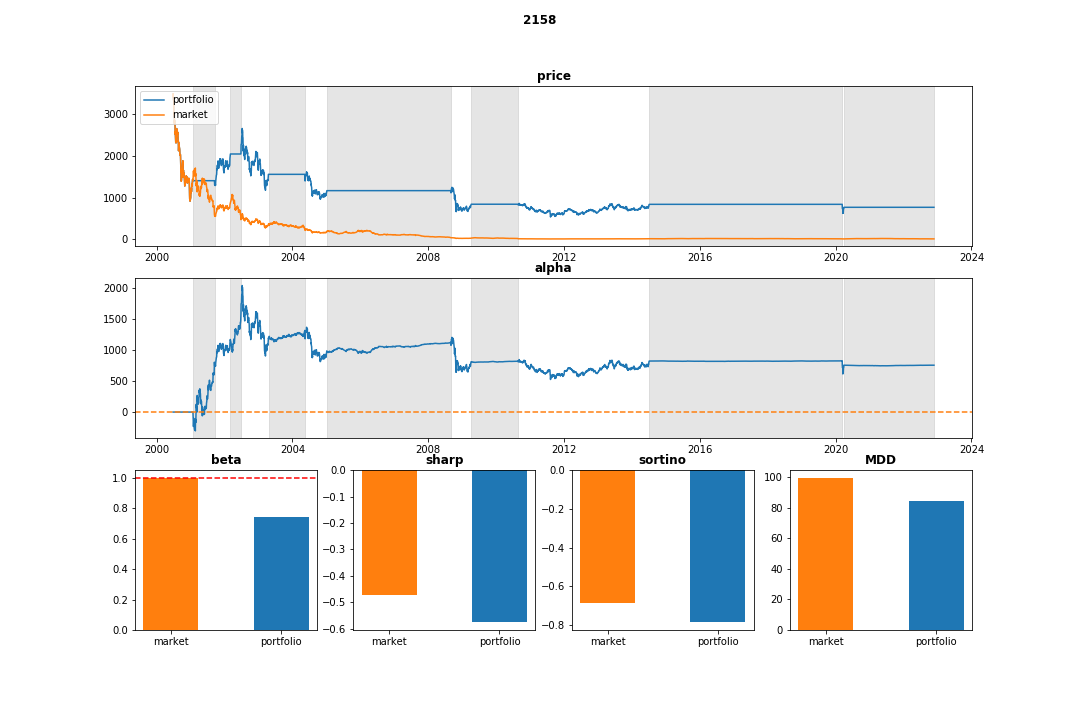 2158
price
portfolio
market
3000
2000
1000
0
2000 2004 2008 2012 2016 2020 2024
alpha
2000
1500
1000
500
0
2000 2004 2008 2012 2016 2020 2024
beta
1.0
0.8
0.6
0.4
0.2
0.0
market portfolio
sharp
0.0
−0.1
−0.2
−0.3
−0.4
−0.5
−0.6
market portfolio
sortino
0.0
−0.2
−0.4
−0.6
−0.8
market portfolio
MDD
100
80
60
40
20
0
market portfolio